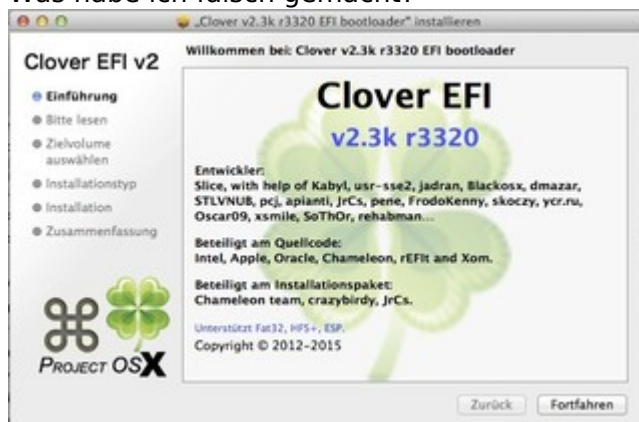 Was habe ich falsch gemacht?
„Clover v2.3k r3320 EFI bootloader“ installieren
Willkommen bei: Clover v2.3k r3320 EFI bootloader
Clover EFI v2
Einführung
Bitte lesen
Zielvolume
auswählen
Installationstyp
Installation
Zusammenfassung
PROJECT OSX
Clover EFI
v2.3k r3320
Entwickler:
Slice, with help of Kabyl, usr-sse2, jadran, Blackosx, dmazar,
STLVNUB, pcj, apianti, JrCs, pene, FrodoKenny, skoczy, ycr.ru,
Oscar09, xsmile, SoThOr, rehabman...
Beteiligt am Quellcode:
Intel, Apple, Oracle, Chameleon, rEFIt and Xom.
Beteiligt am Installationspaket:
Chameleon team, crazybirdy, JrCs.
Unterstützt Fat32, HFS+, ESP.
Copyright © 2012-2015
Zurück
Fortfahren